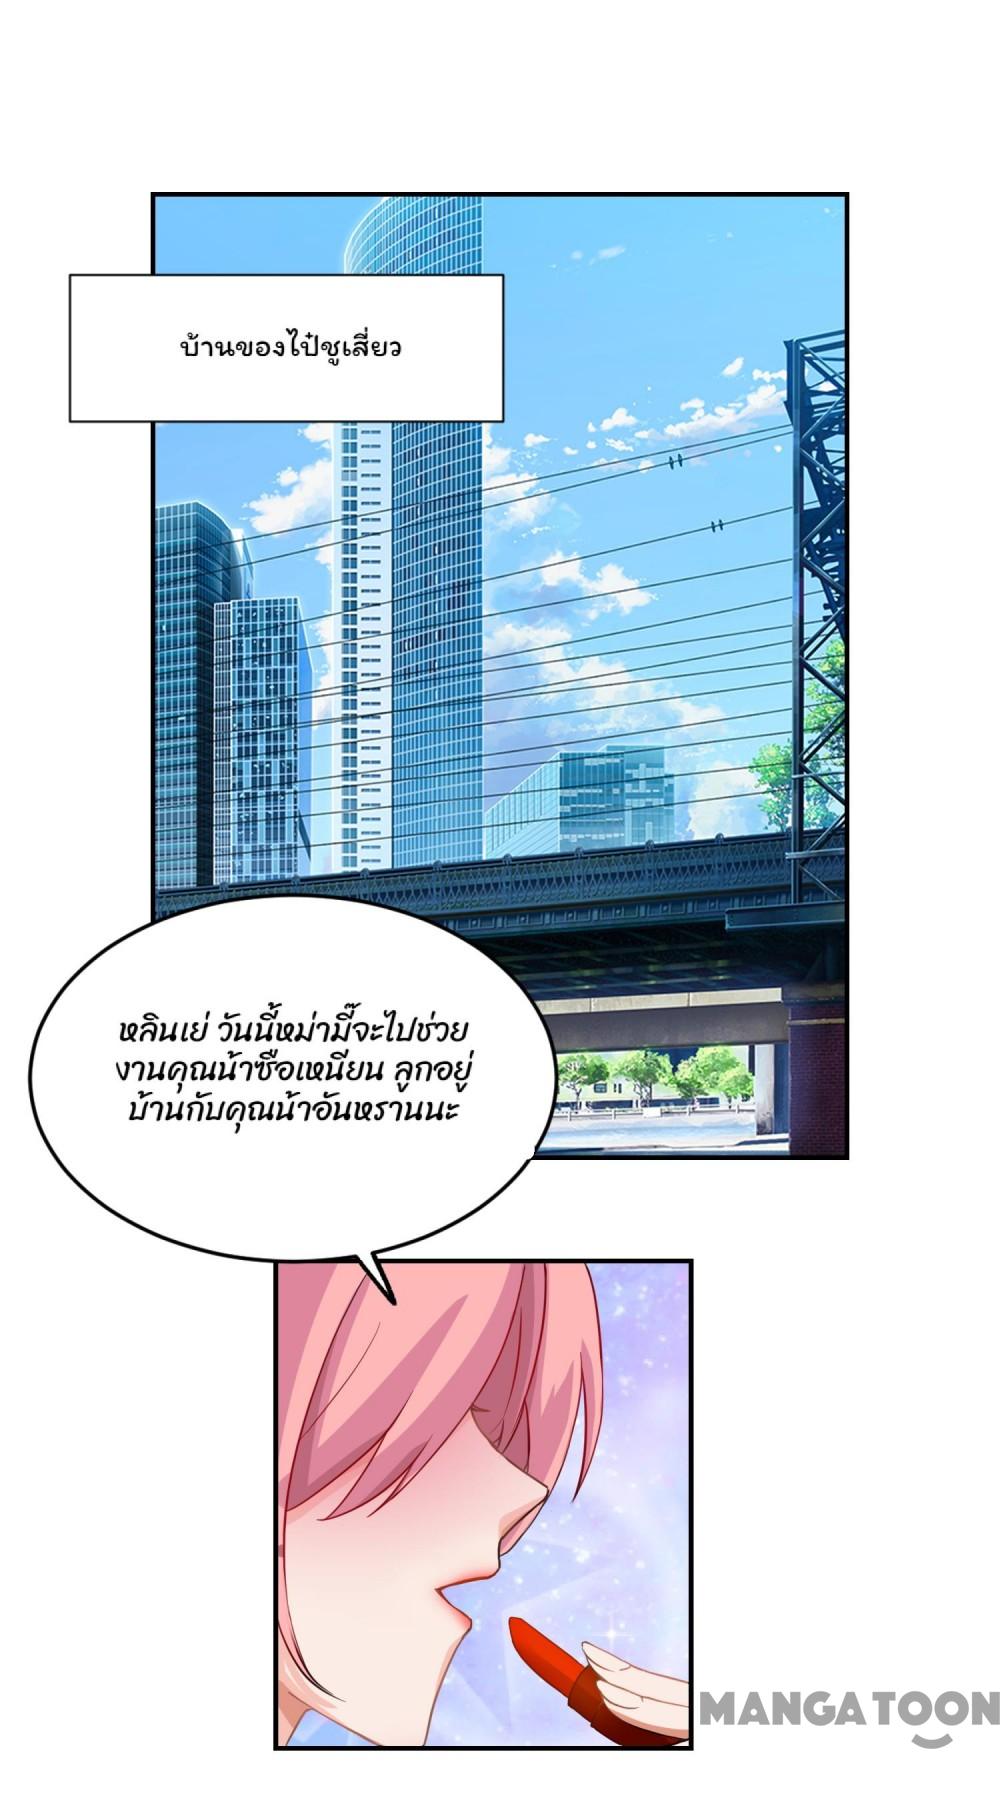 บ้านของไป๋ชูเสี่ยว
หลินเย่ วันนี้หม่ามี๊จะไปช่วย
งานคุณน้าซือเหนียน ลูกอยู่
บ้านกับคุณน้าอันหรานนะ
MANGATOON